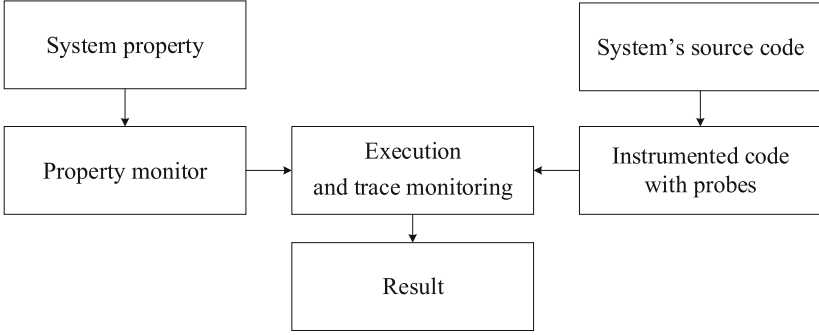 System property
System’s source code
Property monitor
Execution
and trace monitoring
Instrumented code
with probes
Result